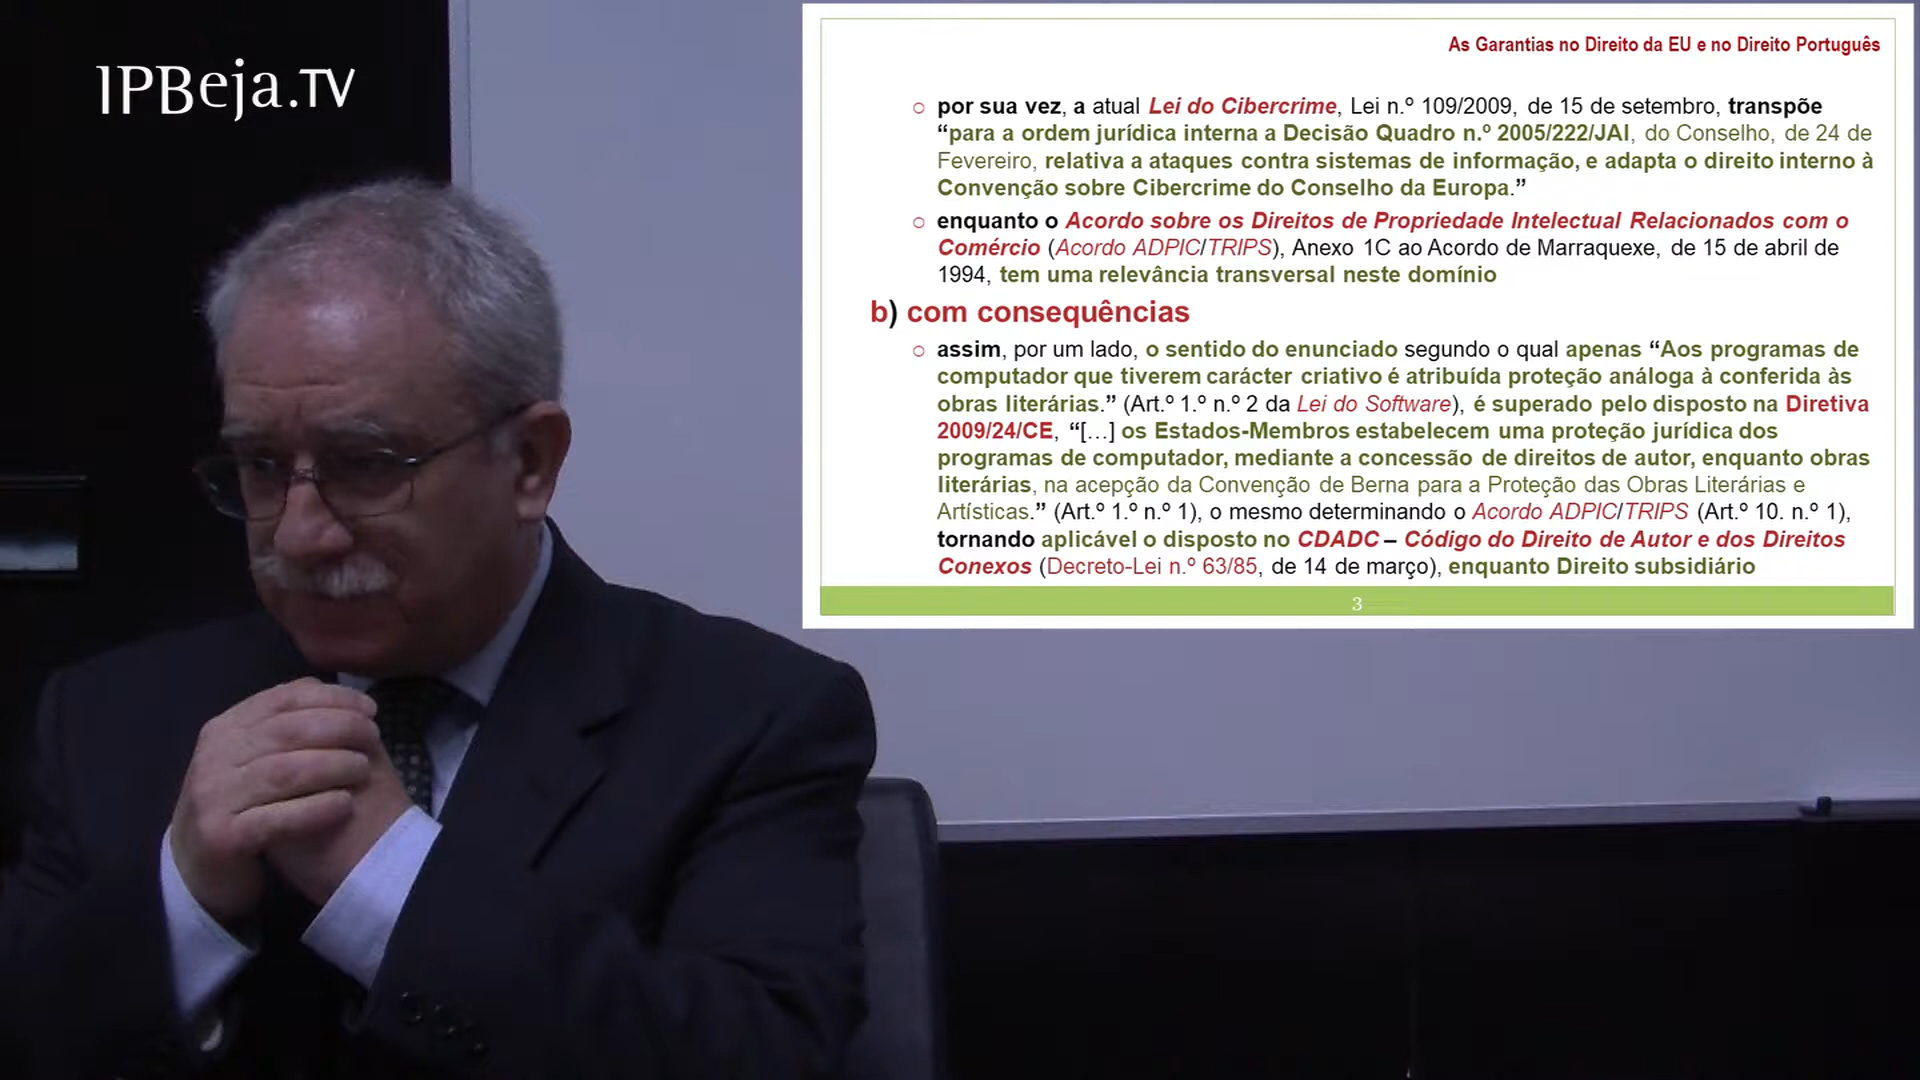 IPBeja.TV
As Garantias no Direito da EU e no Direito Português
○ por sua vez, a atual Lei do Cibercrime, Lei n.º 109/2009, de 15 de setembro, transpõe
“para a ordem jurídica interna a Decisão Quadro n.º 2005/222/JAI, do Conselho, de 24 de
Fevereiro, relativa a ataques contra sistemas de informação, e adapta o direito interno à
Convenção sobre Cibercrime do Conselho da Europa.”
○ enquanto o Acordo sobre os Direitos de Propriedade Intelectual Relacionados com o
Comércio (Acordo ADPIC/TRIPS), Anexo 1C ao Acordo de Marraquexe, de 15 de abril de
1994, tem uma relevância transversal neste domínio
b) com consequências
○ assim, por um lado, o sentido do enunciado segundo o qual apenas “Aos programas de
computador que tiverem carácter criativo é atribuída proteção análoga à conferida às
obras literárias.” (Art.º 1.º n.º 2 da Lei do Software), é superado pelo disposto na Diretiva
2009/24/CE, “[…] os Estados-Membros estabelecem uma proteção jurídica dos
programas de computador, mediante a concessão de direitos de autor, enquanto obras
literárias, na acepção da Convenção de Berna para a Proteção das Obras Literárias e
Artísticas.” (Art.º 1.º n.º 1), o mesmo determinando o Acordo ADPIC/TRIPS (Art.º 10. n.º 1),
tornando aplicável o disposto no CDADC – Código do Direito de Autor e dos Direitos
Conexos (Decreto-Lei n.º 63/85, de 14 de março), enquanto Direito subsidiário
3